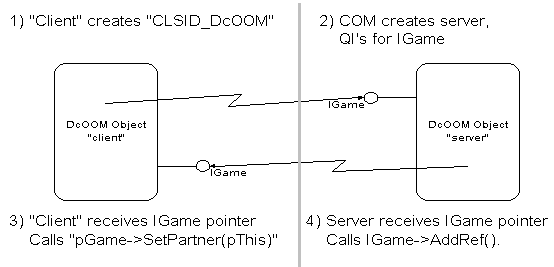 1) "Client" creates "CLSID_DcOOM"
2) COM creates server,
QI's for IGame
DcOOM Object
"client"
IGame
DcOOM Object
"server"
IGame
3) "Client" receives IGame pointer
Calls "pGame->SetPartner(pThis)"
4) Server receives IGame pointer
Calls IGame->AddRef().